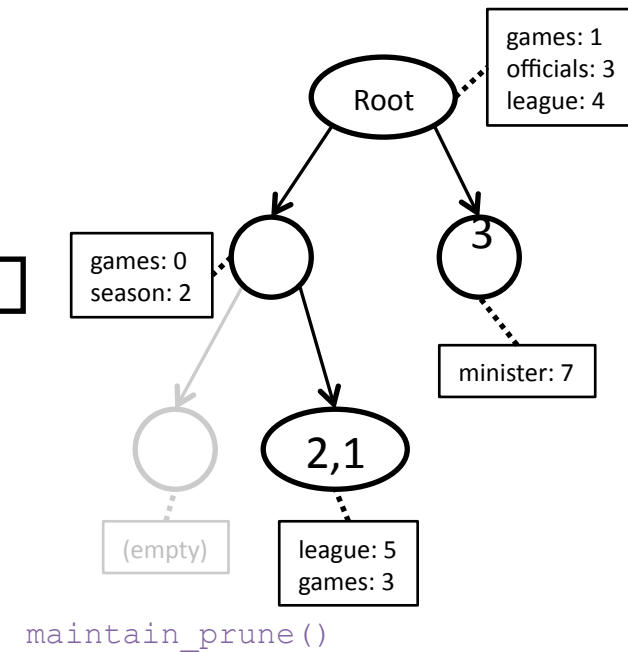 games: 1
officials: 3
league: 4
Root
3
games: 0
season: 2
minister: 7
2,1
(empty)
league: 5
games: 3
maintain_prune()